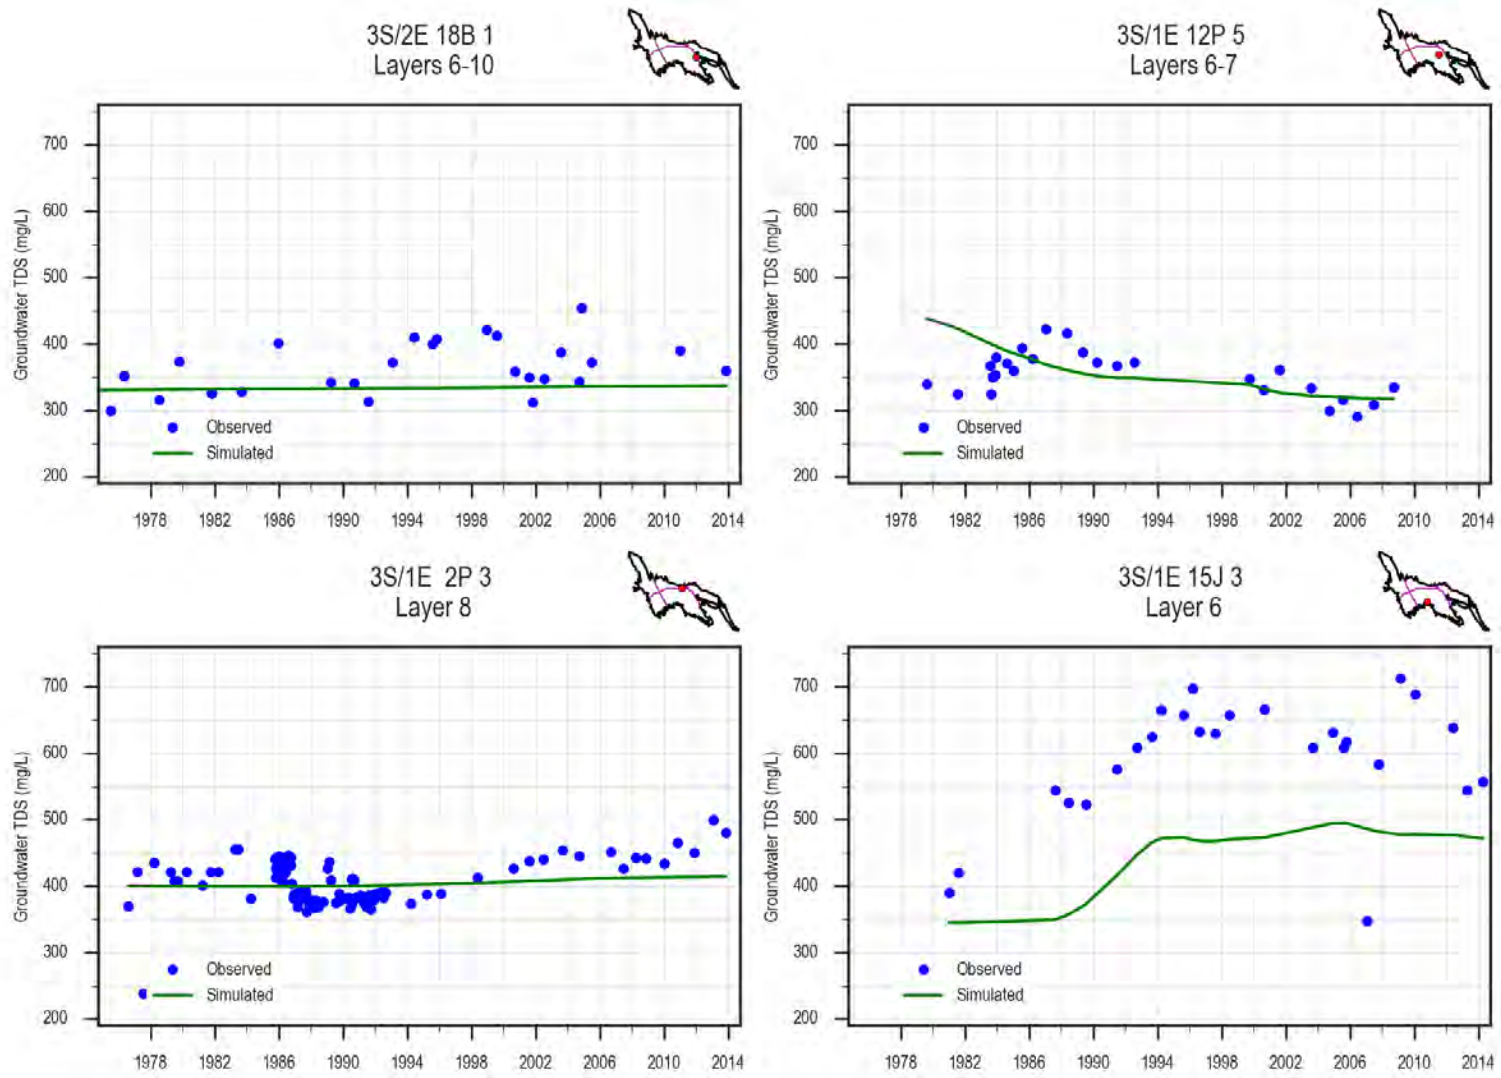 3S/2E 18B 1
Layers 6-10
Groundwater TDS (mg/L)
700
600
500
400
300
200
Observed
Simulated
1978 1982 1986 1990 1994 1998 2002 2006 2010 2014
3S/1E 12P 5
Layers 6-7
Groundwater TDS (mg/L)
700
600
500
400
300
200
Observed
Simulated
1978 1982 1986 1990 1994 1998 2002 2006 2010 2014
3S/1E 2P 3
Layer 8
Groundwater TDS (mg/L)
700
600
500
400
300
200
Observed
Simulated
1978 1982 1986 1990 1994 1998 2002 2006 2010 2014
3S/1E 15J 3
Layer 6
Groundwater TDS (mg/L)
700
600
500
400
300
200
Observed
Simulated
1978 1982 1986 1990 1994 1998 2002 2006 2010 2014